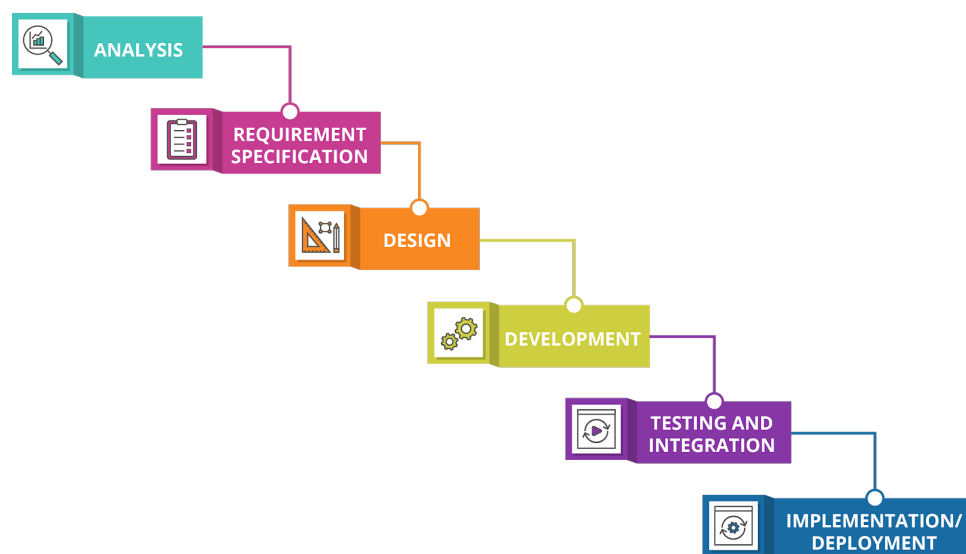 ANALYSIS
REQUIREMENT
SPECIFICATION
DESIGN
DEVELOPMENT
TESTING AND
INTEGRATION
IMPLEMENTATION/
DEPLOYMENT